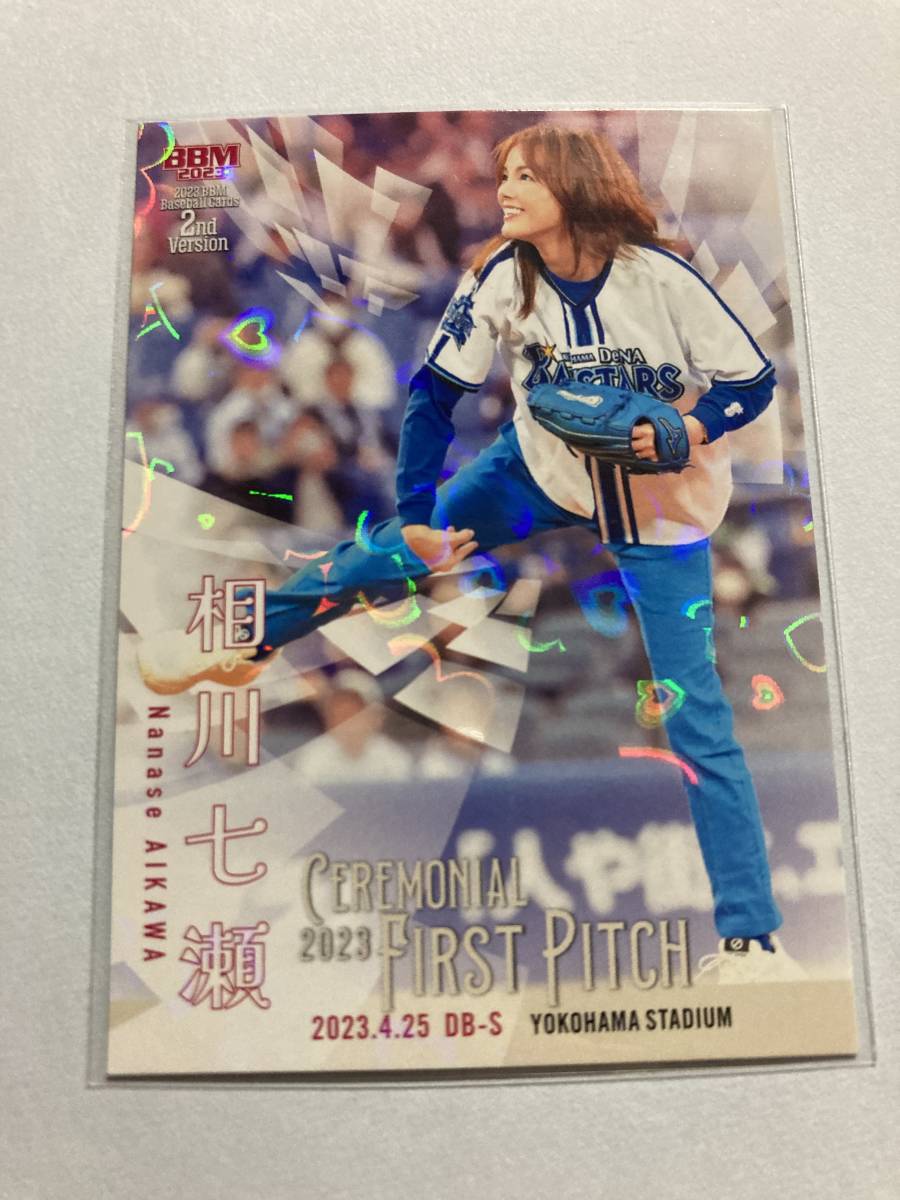 BBM
2023
2023 BBM
Baseball Cards
2nd
Version
DeNA
BAYSTARS
相川七瀬
Nanase AIKAWA
CEREMONIAL
2023 FIRST PITCH
2023.4.25 DB-S YOKOHAMA STADIUM